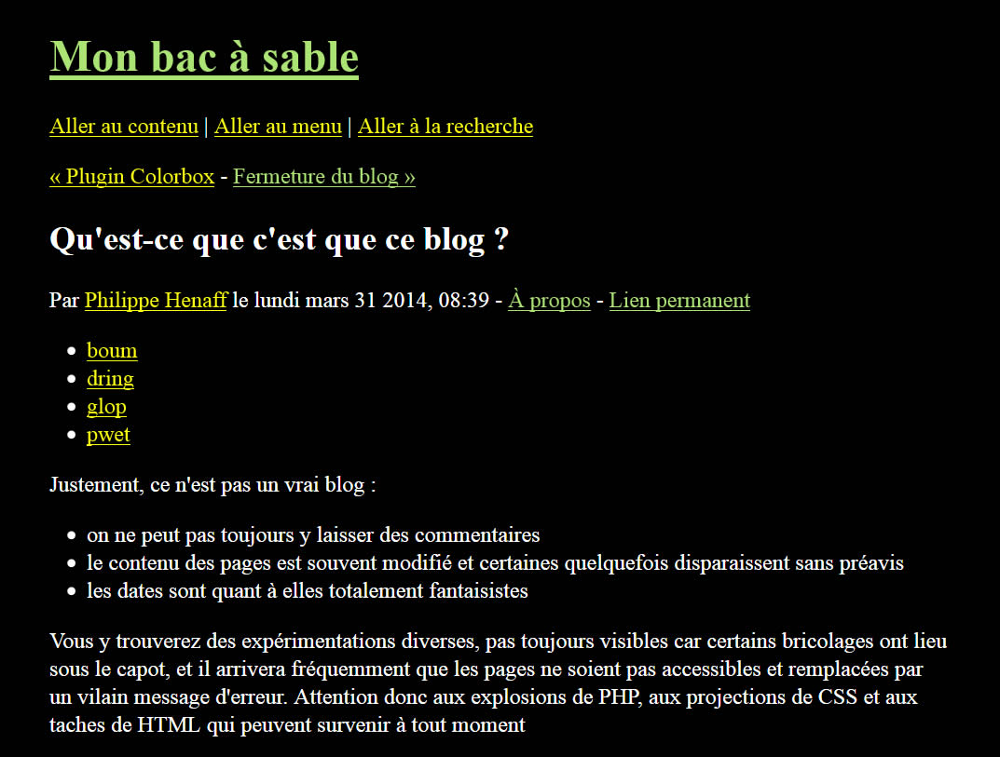 Mon bac à sable
Aller au contenu | Aller au menu | Aller à la recherche
« Plugin Colorbox - Fermeture du blog »
Qu'est-ce que c'est que ce blog ?
Par Philippe Henaff le lundi mars 31 2014, 08:39 - À propos - Lien permanent
• boum
• dring
• glop
• pwet
Justement, ce n'est pas un vrai blog :
• on ne peut pas toujours y laisser des commentaires
• le contenu des pages est souvent modifié et certaines quelquefois disparaissent sans préavis
• les dates sont quant à elles totalement fantaisistes
Vous y trouverez des expérimentations diverses, pas toujours visibles car certains bricolages ont lieu
sous le capot, et il arrivera fréquemment que les pages ne soient pas accessibles et remplacées par
un vilain message d'erreur. Attention donc aux explosions de PHP, aux projections de CSS et aux
taches de HTML qui peuvent survenir à tout moment